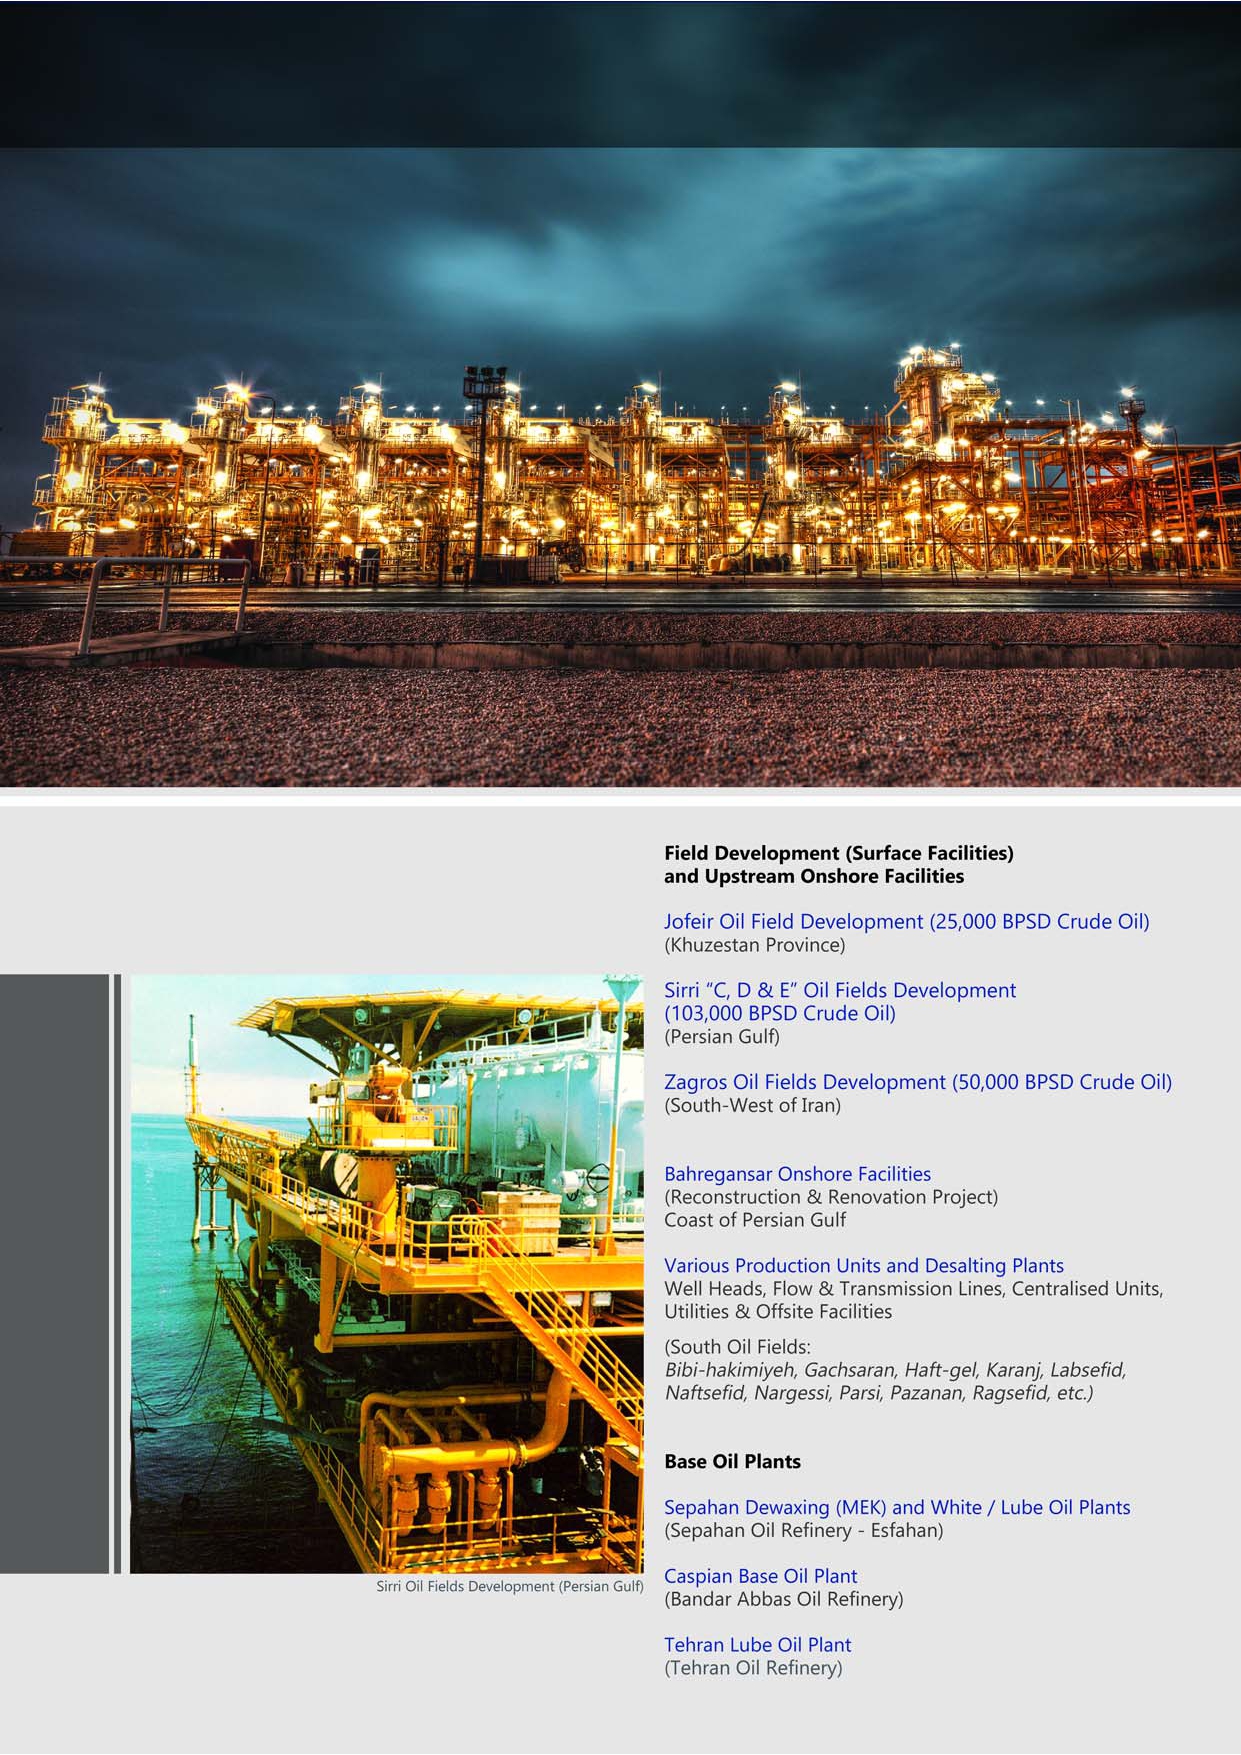 Field Development (Surface Facilities)
and Upstream Onshore Facilities
Jofeir Oil Field Development (25,000 BPSD Crude Oil)
(Khuzestan Province)
Sirri “C, D & E” Oil Fields Development
(103,000 BPSD Crude Oil)
(Persian Gulf)
Zagros Oil Fields Development (50,000 BPSD Crude Oil)
(South-West of Iran)
Bahregansar Onshore Facilities
(Reconstruction & Renovation Project)
Coast of Persian Gulf
Various Production Units and Desalting Plants
Well Heads, Flow & Transmission Lines, Centralised Units,
Utilities & Offsite Facilities
(South Oil Fields:
Bibi-hakimiyeh, Gachsaran, Haft-gel, Karanj, Labsefid,
Naftsefid, Nargessi, Parsi, Pazanan, Ragsefid, etc.)
Base Oil Plants
Sepahan Dewaxing (MEK) and White / Lube Oil Plants
(Sepahan Oil Refinery - Esfahan)
Caspian Base Oil Plant
(Bandar Abbas Oil Refinery)
Tehran Lube Oil Plant
(Tehran Oil Refinery)
Sirri Oil Fields Development (Persian Gulf)